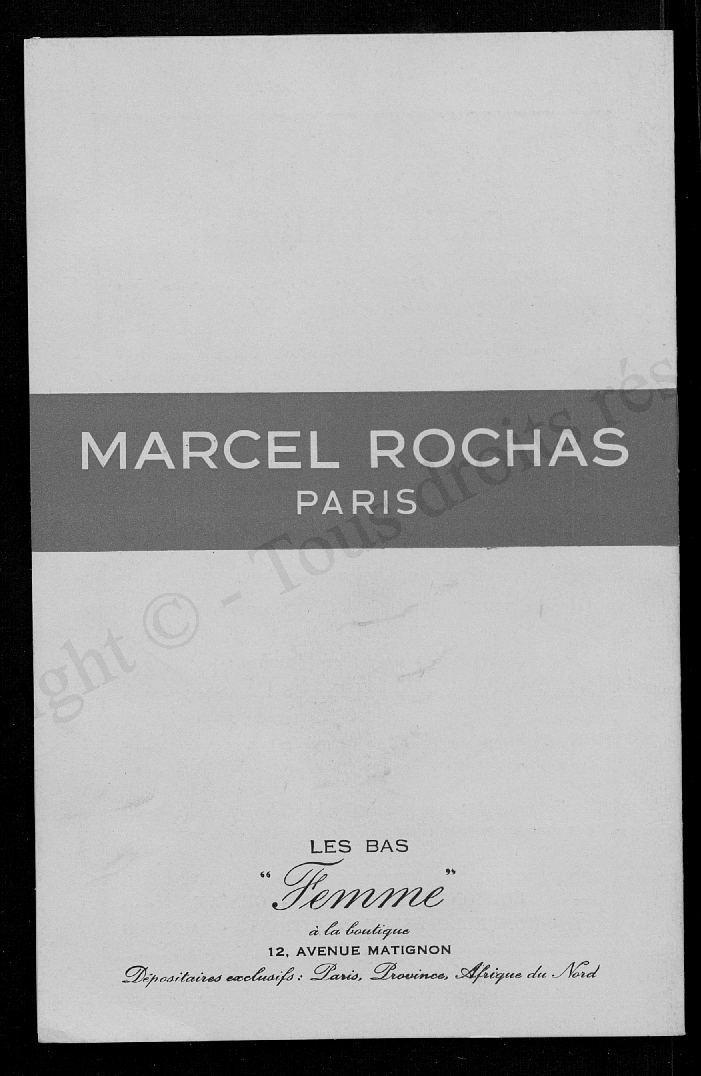 MARCEL ROCHAS
PARIS
ight © - Tous droits rés
LES BAS
“Femme”
à la boutique
12, AVENUE MATIGNON
Dépositaires exclusifs : Paris, Province, Afrique du Nord